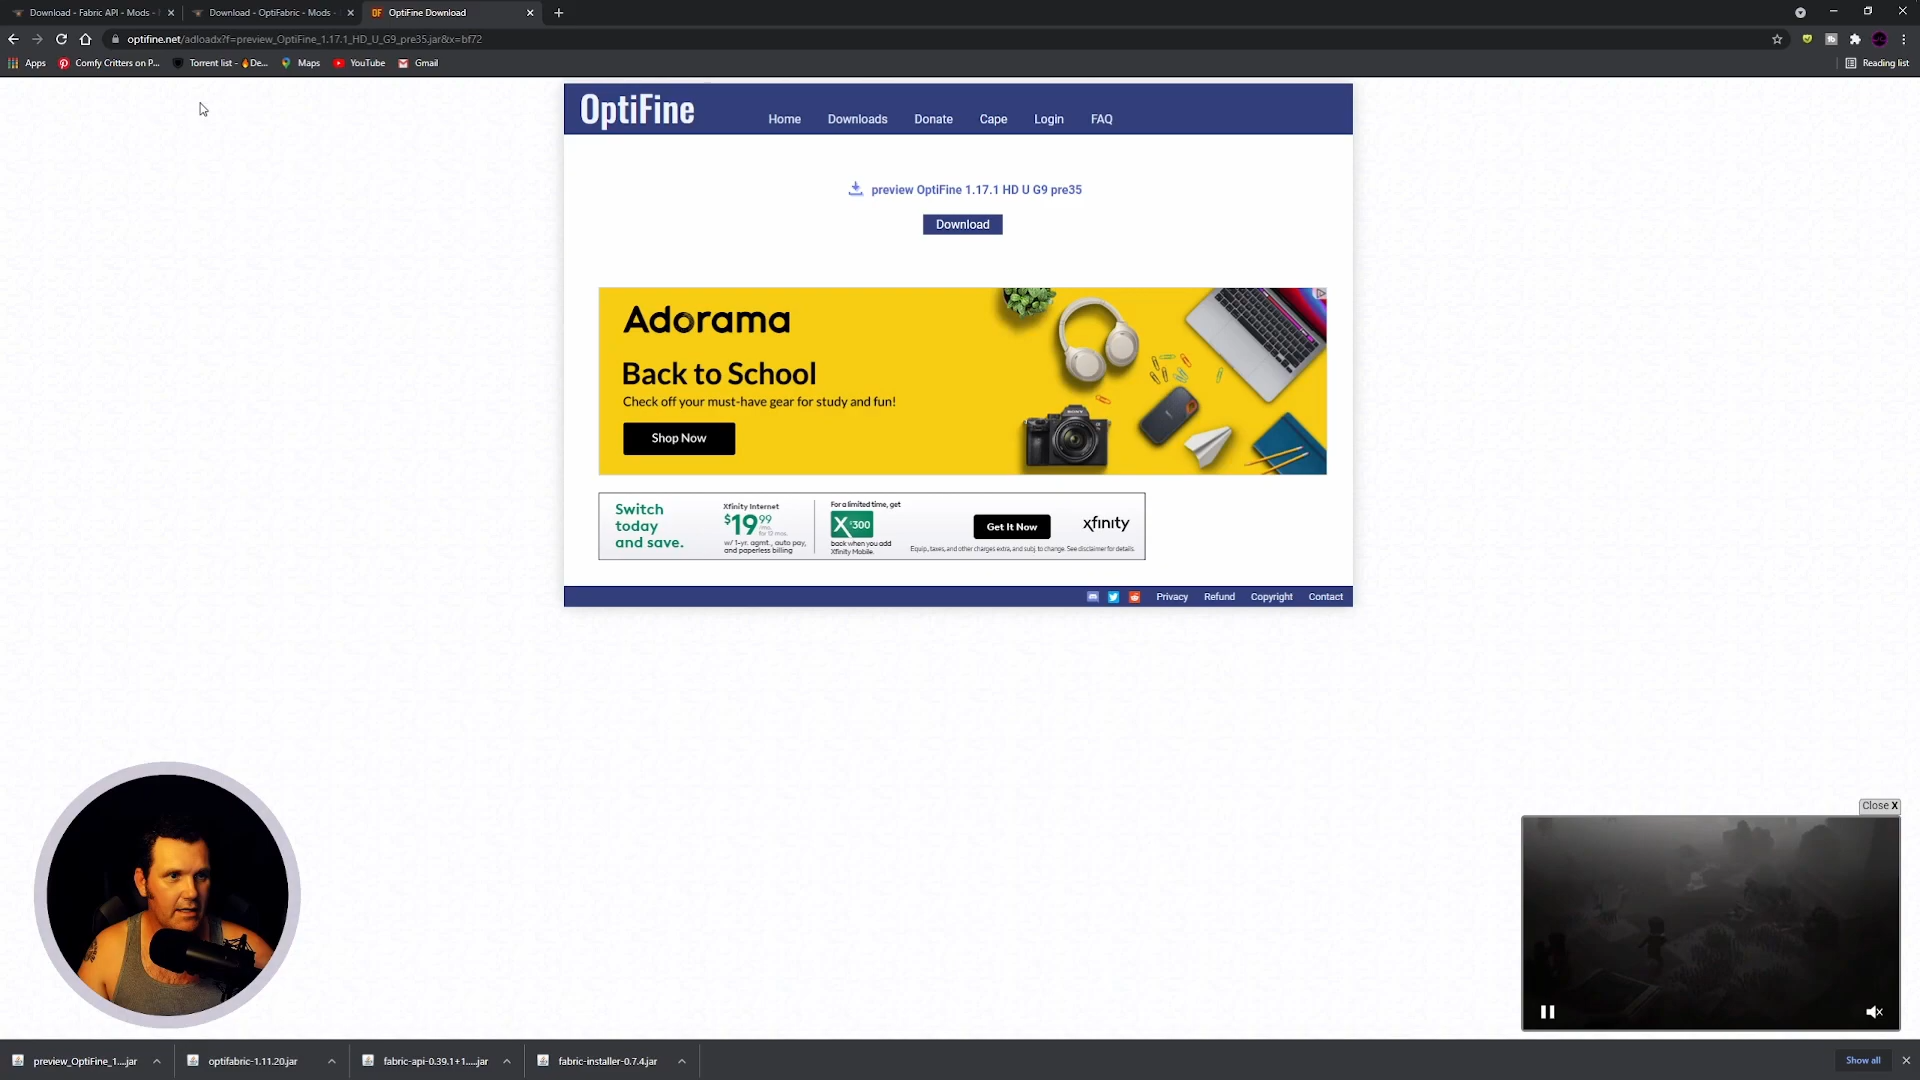 Download - Fabric API - Mods -
Download - OptiFabric - Mods -
OF OptiFine Download
optifine.net/adloadx?f=preview_OptiFine_1.17.1_HD_U_G9_pre35.jar&x=bf72
Apps
Comfy Critters on P...
Torrent list - 🔥De...
Maps
YouTube
Gmail
Reading list
OptiFine
Home
Downloads
Donate
Cape
Login
FAQ
preview OptiFine 1.17.1 HD U G9 pre35
Download
Adorama
Back to School
Check off your must-have gear for study and fun!
Shop Now
SONY
Switch
today
and save.
Xfinity Internet
$19.99
/mo.
for 12 mos.
w/ 1-yr. agmt., auto pay,
and paperless billing
For a limited time, get
X $300
back when you add
Xfinity Mobile.
Get It Now
xfinity
Equip., taxes, and other charges extra, and subj. to change. See disclaimer for details.
Privacy
Refund
Copyright
Contact
Close X
preview_OptiFine_1....jar
optifabric-1.11.20.jar
fabric-api-0.39.1+1....jar
fabric-installer-0.7.4.jar
Show all